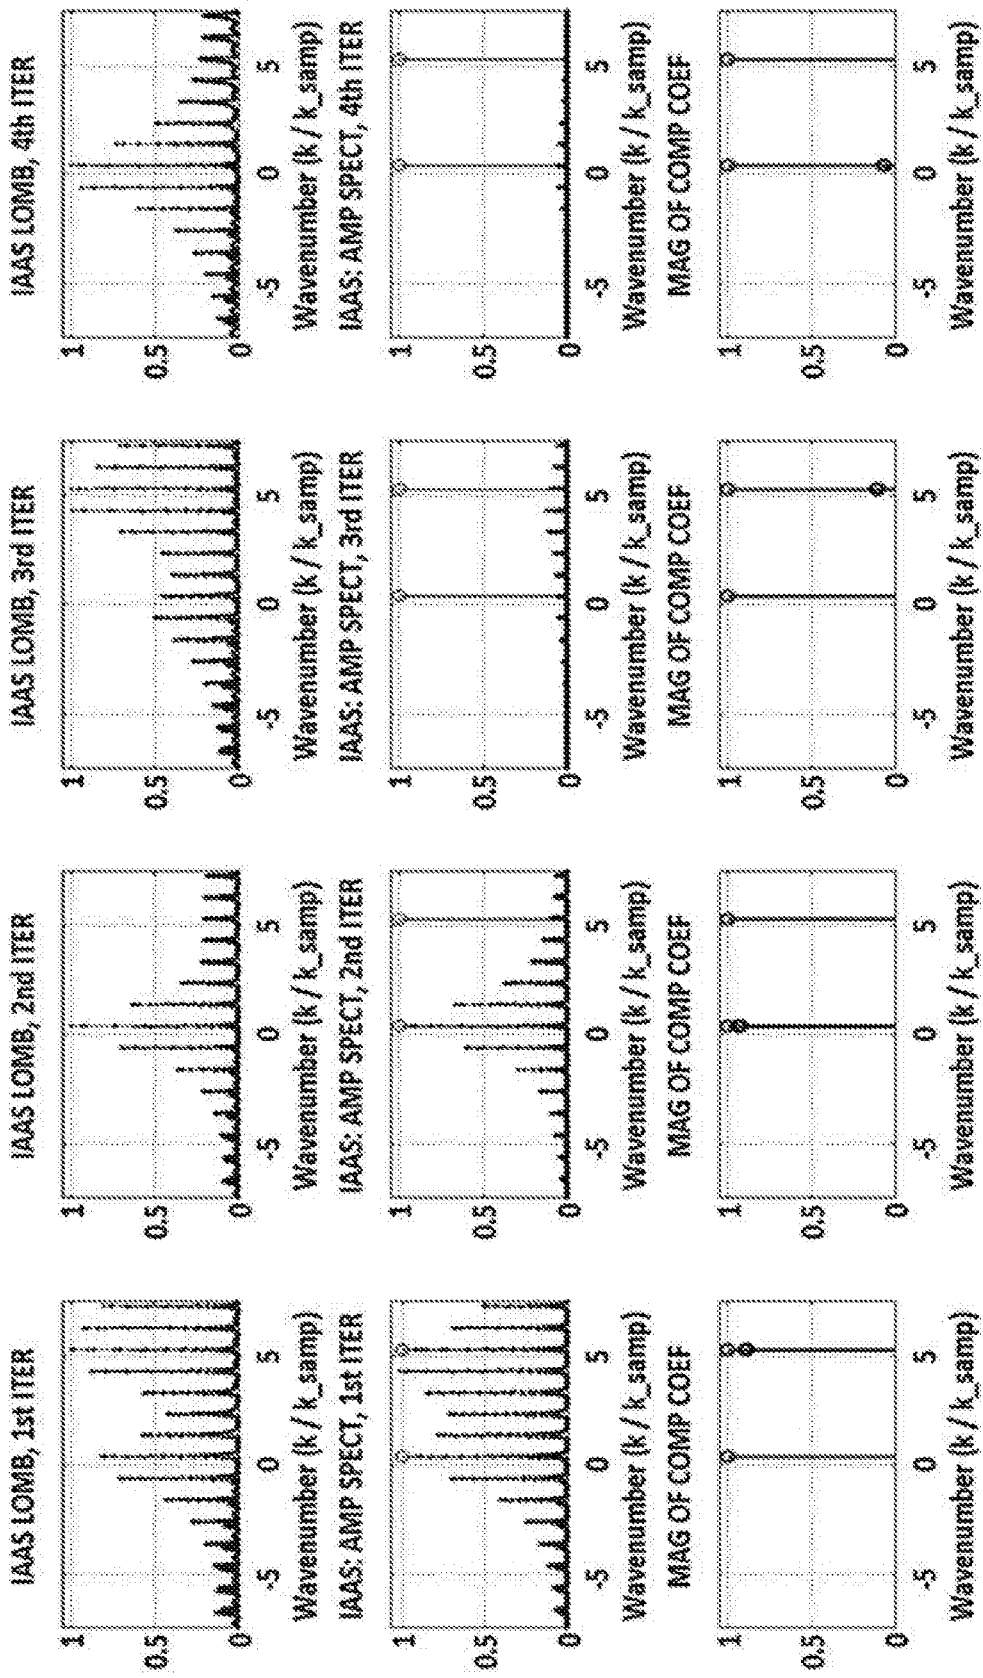 IAAS LOMB, 1st ITER
1
0.5
0
-5 0 5
Wavenumber (k / k_samp)
IAAS LOMB, 2nd ITER
1
0.5
0
-5 0 5
Wavenumber (k / k_samp)
IAAS LOMB, 3rd ITER
1
0.5
0
-5 0 5
Wavenumber (k / k_samp)
IAAS LOMB, 4th ITER
1
0.5
0
-5 0 5
Wavenumber (k / k_samp)
IAAS: AMP SPECT, 1st ITER
1
0.5
0
-5 0 5
Wavenumber (k / k_samp)
IAAS: AMP SPECT, 2nd ITER
1
0.5
0
-5 0 5
Wavenumber (k / k_samp)
IAAS: AMP SPECT, 3rd ITER
1
0.5
0
-5 0 5
Wavenumber (k / k_samp)
IAAS: AMP SPECT, 4th ITER
1
0.5
0
-5 0 5
Wavenumber (k / k_samp)
MAG OF COMP COEF
1
0.5
0
-5 0 5
Wavenumber (k / k_samp)
MAG OF COMP COEF
1
0.5
0
-5 0 5
Wavenumber (k / k_samp)
MAG OF COMP COEF
1
0.5
0
-5 0 5
Wavenumber (k / k_samp)
MAG OF COMP COEF
1
0.5
0
-5 0 5
Wavenumber (k / k_samp)